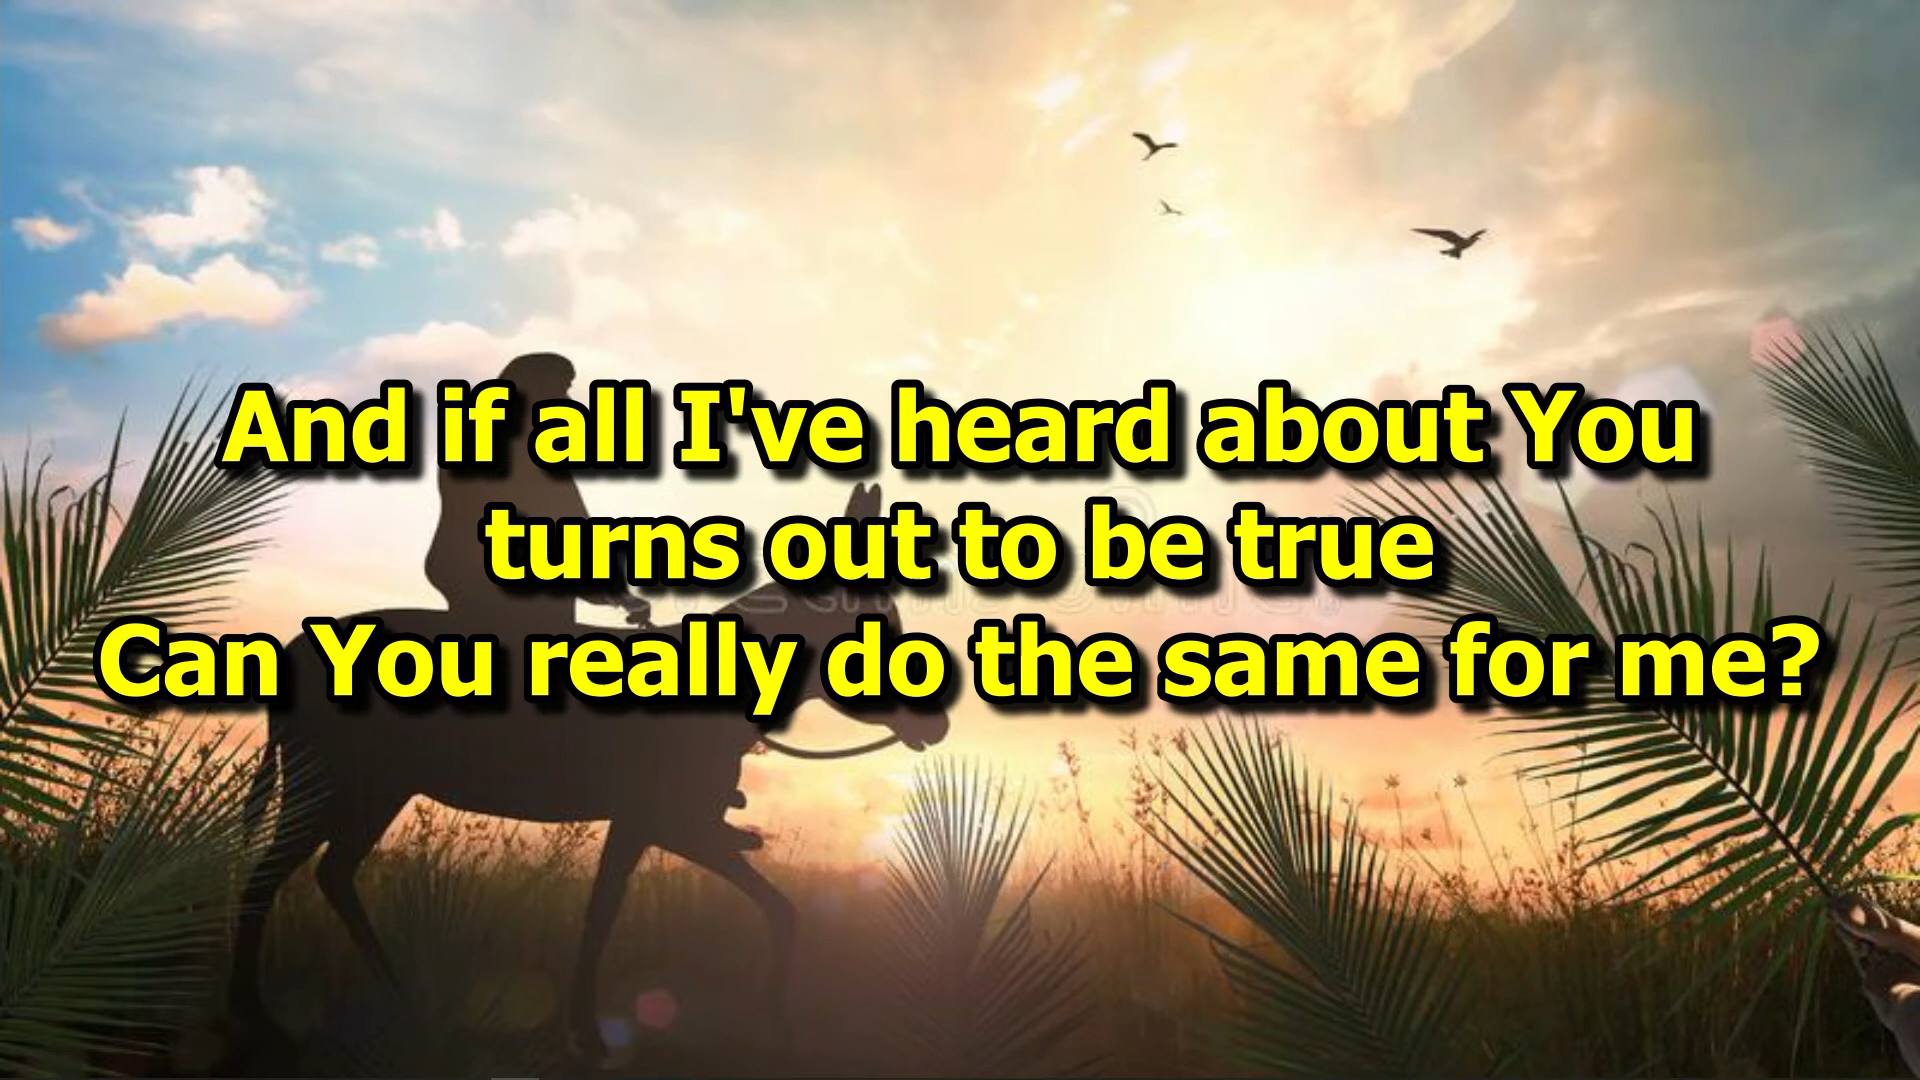 And if all I've heard about You
turns out to be true
Can You really do the same for me?